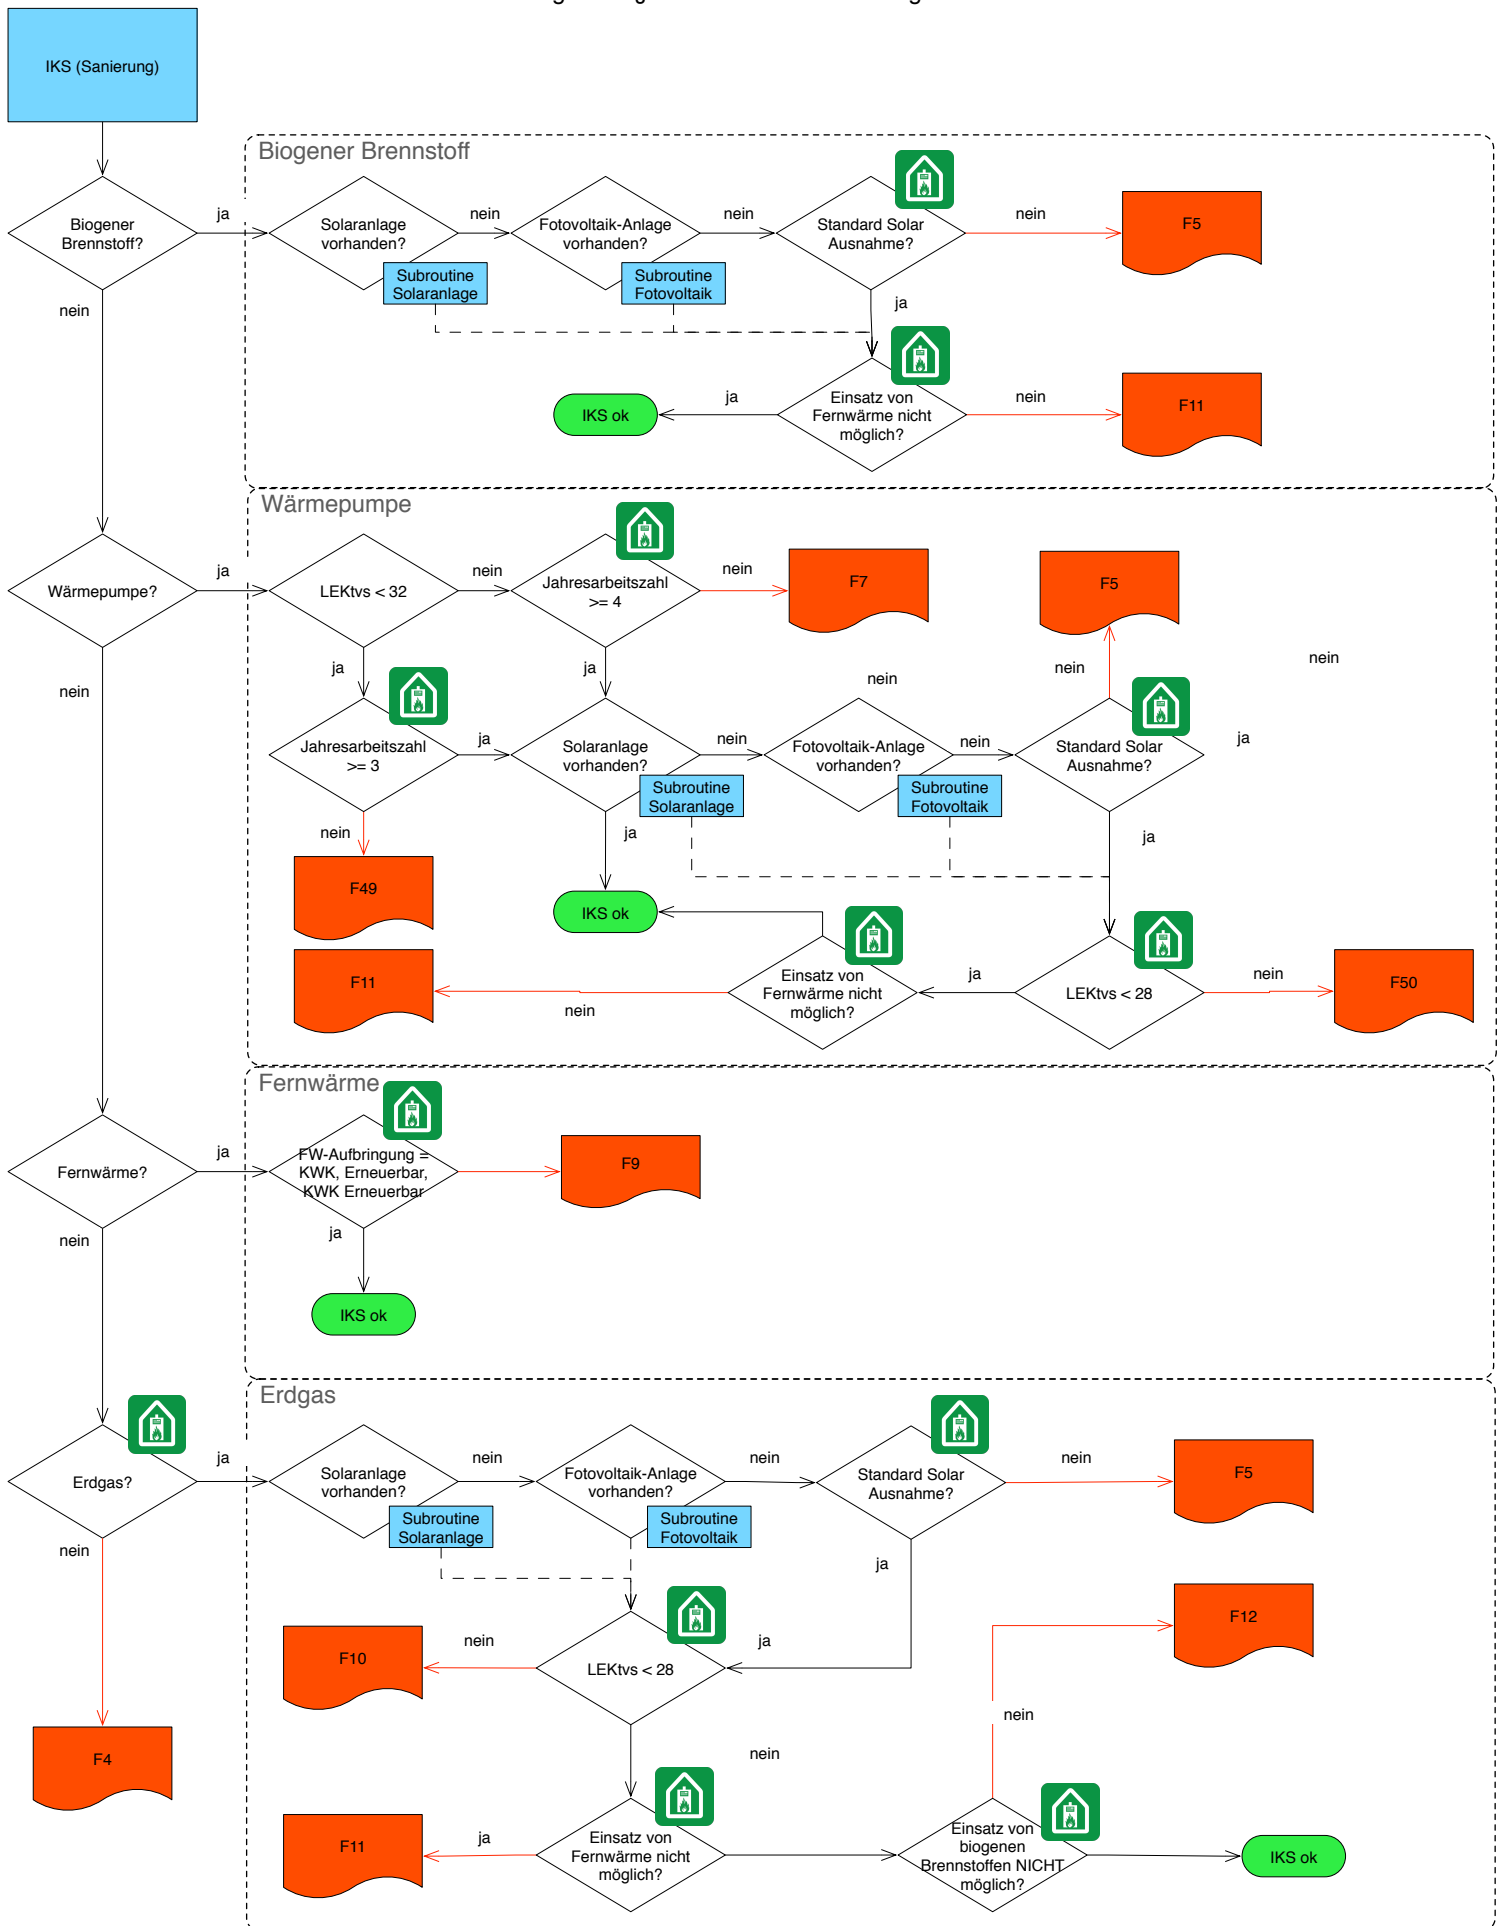 IKS (Sanierung)
Biogener Brennstoff
Biogener
Brennstoff?
ja
nein
Solaranlage
vorhanden?
Subroutine
Solaranlage
nein
Fotovoltaik-Anlage
vorhanden?
Subroutine
Fotovoltaik
nein
Standard Solar
Ausnahme?
nein
F5
ja
Einsatz von
Fernwärme nicht
möglich?
ja
IKS ok
nein
F11
Wärmepumpe
Wärmepumpe?
ja
nein
LEKtvs < 32
nein
Jahresarbeitszahl
>= 4
nein
F7
F5
nein
nein
ja
ja
nein
Jahresarbeitszahl
>= 3
ja
Solaranlage
vorhanden?
Subroutine
Solaranlage
nein
Fotovoltaik-Anlage
vorhanden?
Subroutine
Fotovoltaik
nein
Standard Solar
Ausnahme?
ja
nein
ja
ja
F49
IKS ok
F11
nein
Einsatz von
Fernwärme nicht
möglich?
ja
LEKtvs < 28
nein
F50
Fernwärme
Fernwärme?
ja
nein
FW-Aufbringung =
KWK, Erneuerbar,
KWK Erneuerbar
F9
ja
IKS ok
Erdgas
Erdgas?
ja
nein
F4
Solaranlage
vorhanden?
Subroutine
Solaranlage
nein
Fotovoltaik-Anlage
vorhanden?
Subroutine
Fotovoltaik
nein
Standard Solar
Ausnahme?
nein
F5
ja
F10
nein
LEKtvs < 28
ja
F12
nein
nein
F11
ja
Einsatz von
Fernwärme nicht
möglich?
Einsatz von
biogenen
Brennstoffen NICHT
möglich?
IKS ok